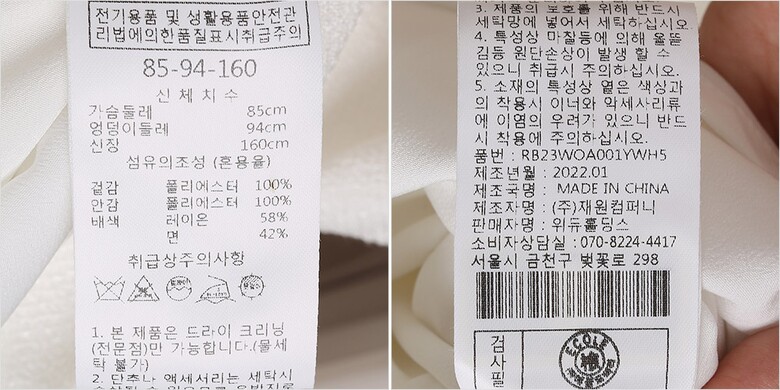 전기용품 및 생활용품안전관
리법에의한품질표시취급주의
85-94-160
신 체 치 수
가슴둘레 85cm
엉덩이둘레 94cm
신장 160cm
섬유의조성 (혼용율)
겉감 폴리에스터 100%
안감 폴리에스터 100%
배색 레이온 58%
면 42%
취급상주의사항
1. 본 제품은 드라이 크리닝
(전문점)만 가능합니다.(물세
탁 불가)
2. 단추나 액세서리는 세탁시
3. 제품의 보호를 위해 반드시
세탁망에 넣어서 세탁하십시오.
4. 특성상 마찰등에 의해 올뜯
김등 원단손상이 발생할 수
있으니 취급시 주의하십시오.
5. 소재의 특성상 옅은 색상과
의 착용시 이너와 악세사리류
에 이염의 우려가 있으니 반드
시 착용에 주의하십시오.
품번 : RB23WOA001YWH5
제조년월 : 2022.01
제조국명 : MADE IN CHINA
제조자명 : (주)재원컴퍼니
판매자명 : 위듀홀딩스
소비자상담실 : 070-8224-4417
서울시 금천구 벚꽃로 298
검사필
ECOLE